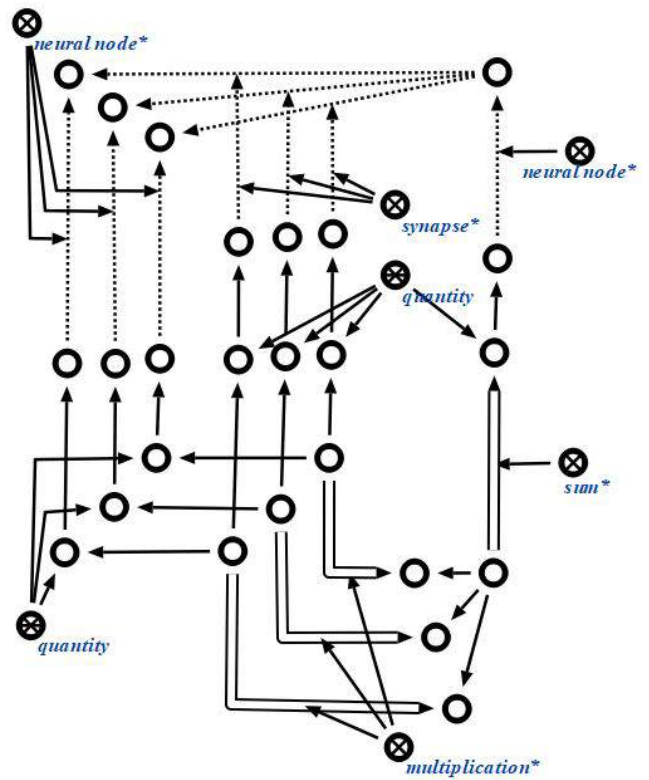 neural node*
neural node*
synapse*
quantity
sum*
quantity
multiplication*